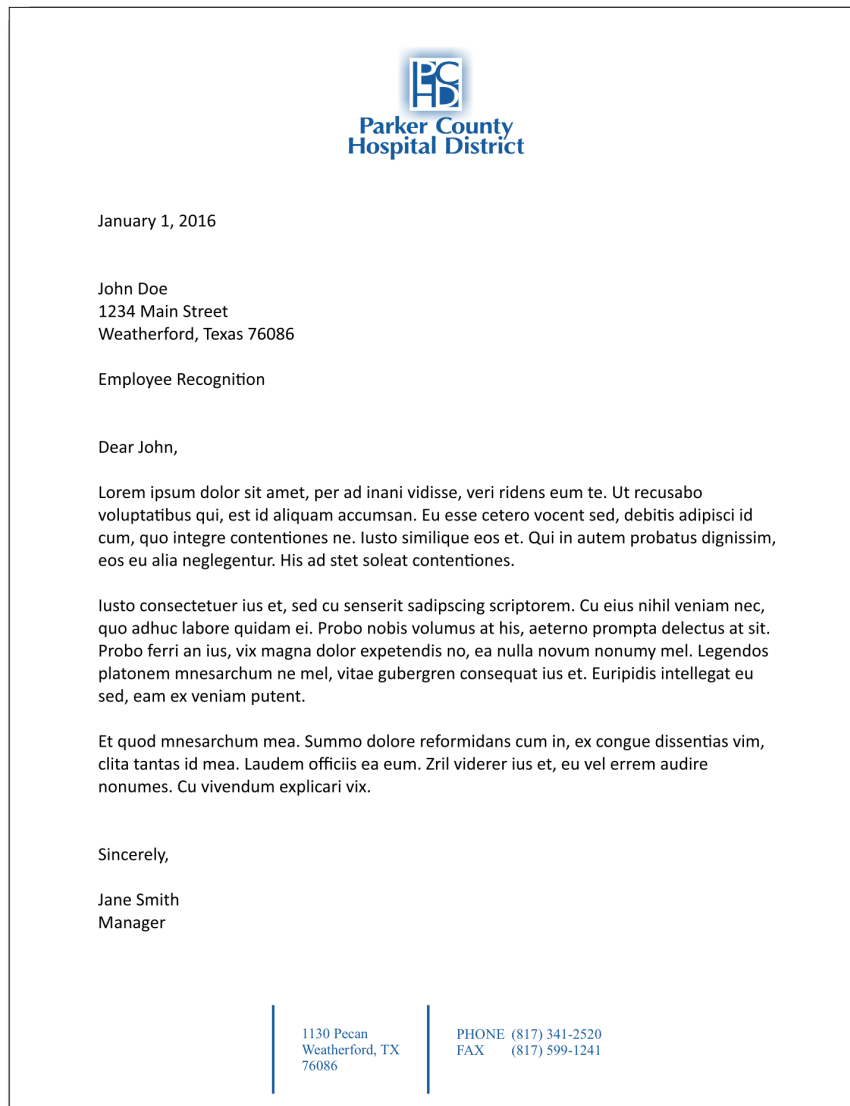 PC
HD
Parker County
Hospital District
January 1, 2016
John Doe
1234 Main Street
Weatherford, Texas 76086
Employee Recognition
Dear John,
Lorem ipsum dolor sit amet, per ad inani vidisse, veri ridens eum te. Ut recusabo
voluptatibus qui, est id aliquam accumsan. Eu esse cetero vocent sed, debitis adipisci id
cum, quo integre contentiones ne. Iusto similique eos et. Qui in autem probatus dignissim,
eos eu alia neglegentur. His ad stet soleat contentiones.
Iusto consectetuer ius et, sed cu senserit sadipscing scriptorem. Cu eius nihil veniam nec,
quo adhuc labore quidam ei. Probo nobis volumus at his, aeterno prompta delectus at sit.
Probo ferri an ius, vix magna dolor expetendis no, ea nulla novum nonumy mel. Legendos
platonem mnesarchum ne mel, vitae gubergren consequat ius et. Euripidis intellegat eu
sed, eam ex veniam putent.
Et quod mnesarchum mea. Summo dolore reformidans cum in, ex congue dissentias vim,
clita tantas id mea. Laudem officiis ea eum. Zril viderer ius et, eu vel errem audire
nonumes. Cu vivendum explicari vix.
Sincerely,
Jane Smith
Manager
1130 Pecan
Weatherford, TX
76086
PHONE (817) 341-2520
FAX (817) 599-1241